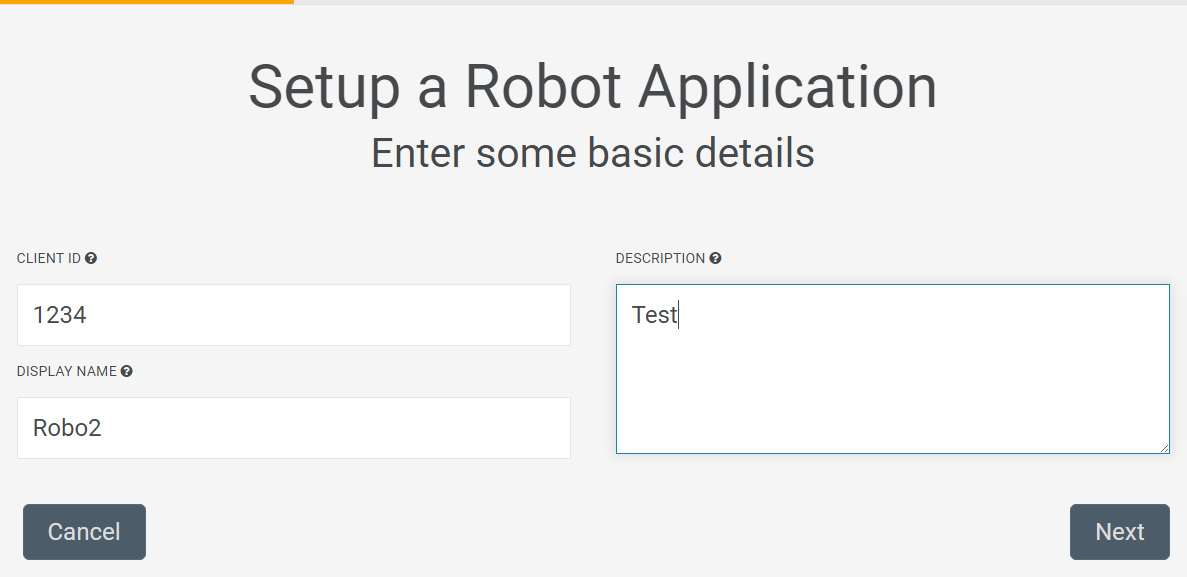 Setup a Robot Application
Enter some basic details
CLIENT ID
1234
DISPLAY NAME
Robo2
DESCRIPTION
Test
Cancel
Next